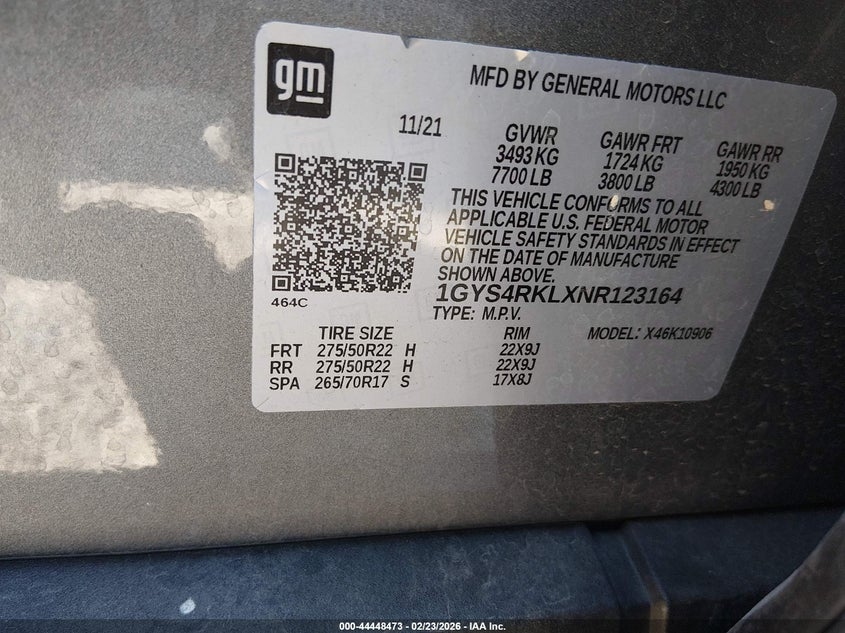 gm
MFD BY GENERAL MOTORS LLC
11/21
GVWR GAWR FRT GAWR RR
3493 KG 1724 KG 1950 KG
7700 LB 3800 LB 4300 LB
THIS VEHICLE CONFORMS TO ALL
APPLICABLE U.S. FEDERAL MOTOR
VEHICLE SAFETY STANDARDS IN EFFECT
ON THE DATE OF MANUFACTURE
SHOWN ABOVE.
464C
1GYS4RKLXNR123164
TYPE: M.P.V.
TIRE SIZE RIM MODEL: X46K10906
FRT 275/50R22 H 22X9J
RR 275/50R22 H 22X9J
SPA 265/70R17 S 17X8J
000-44448473 - 02/23/2026 - IAA Inc.